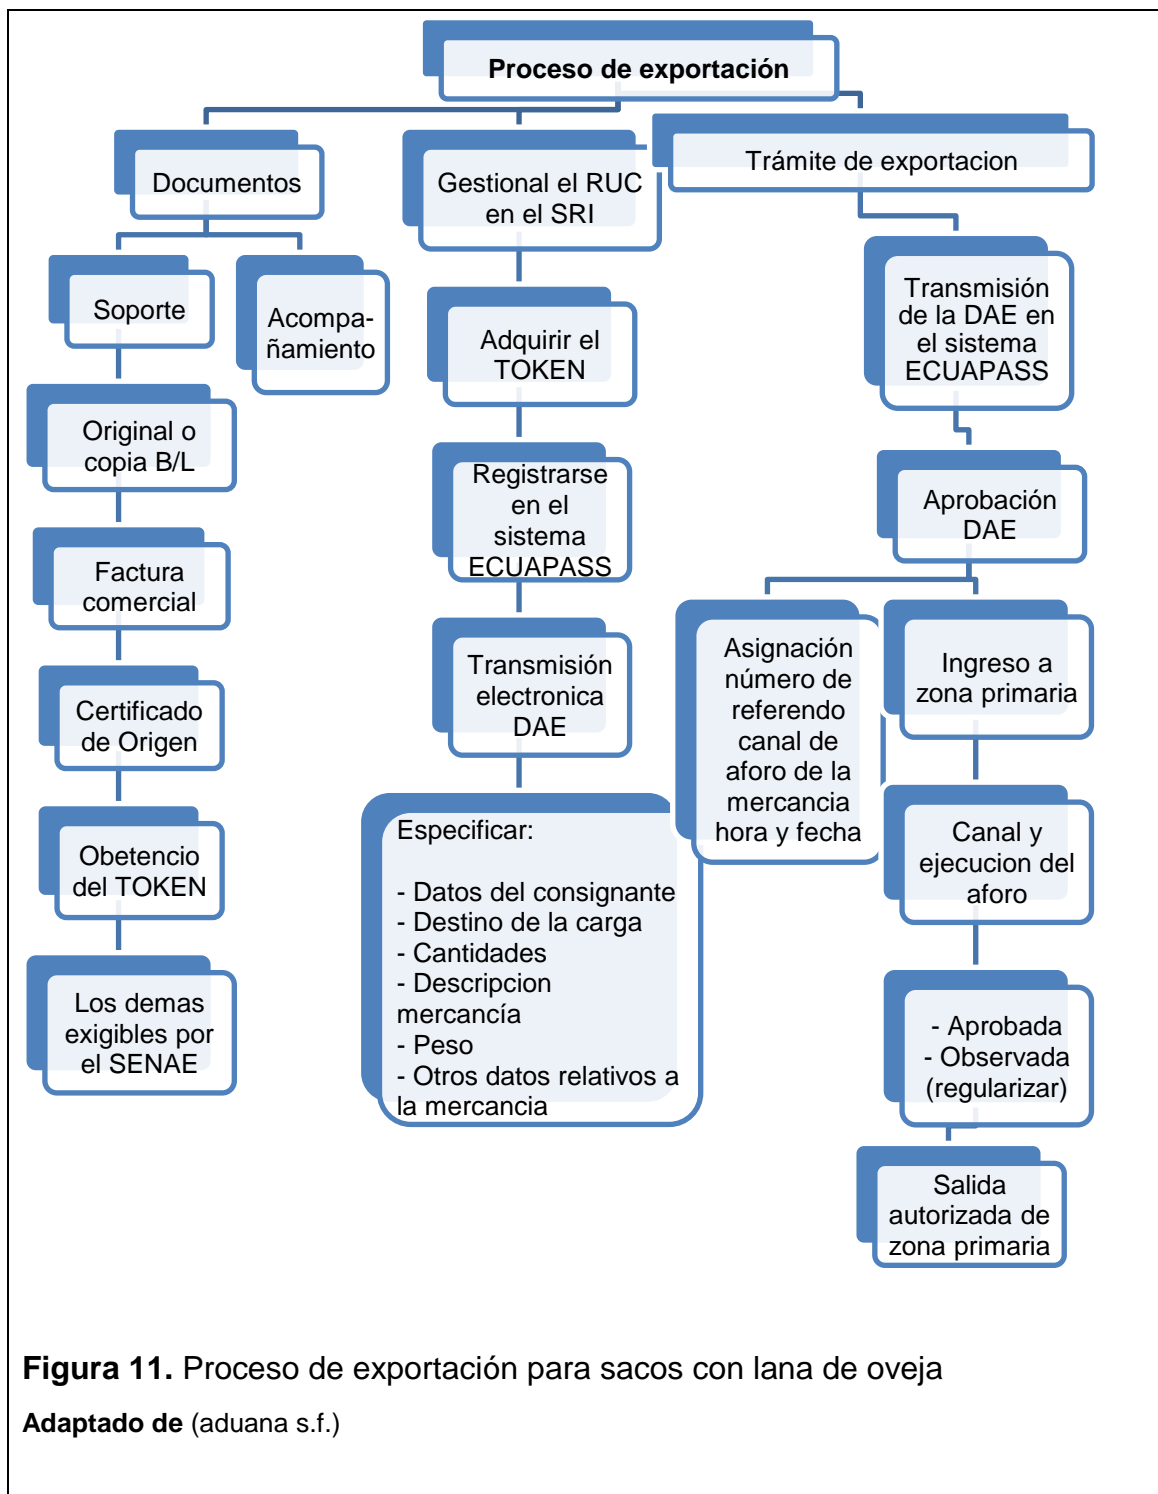 Proceso de exportación
Documentos
Soporte
Acompa-
ñamiento
Original o
copia B/L
Factura
comercial
Certificado
de Origen
Obetencio
del TOKEN
Los demas
exigibles por
el SENAE
Gestional el RUC
en el SRI
Adquirir el
TOKEN
Registrarse
en el
sistema
ECUAPASS
Transmisión
electronica
DAE
Especificar:
- Datos del consignante
- Destino de la carga
- Cantidades
- Descripcion
mercancía
- Peso
- Otros datos relativos a
la mercancia
Trámite de exportacion
Transmisión
de la DAE en
el sistema
ECUAPASS
Aprobación
DAE
Asignación
número de
referendo
canal de
aforo de la
mercancia
hora y fecha
Ingreso a
zona primaria
Canal y
ejecucion del
aforo
- Aprobada
- Observada
(regularizar)
Salida
autorizada de
zona primaria
Figura 11. Proceso de exportación para sacos con lana de oveja
Adaptado de (aduana s.f.)